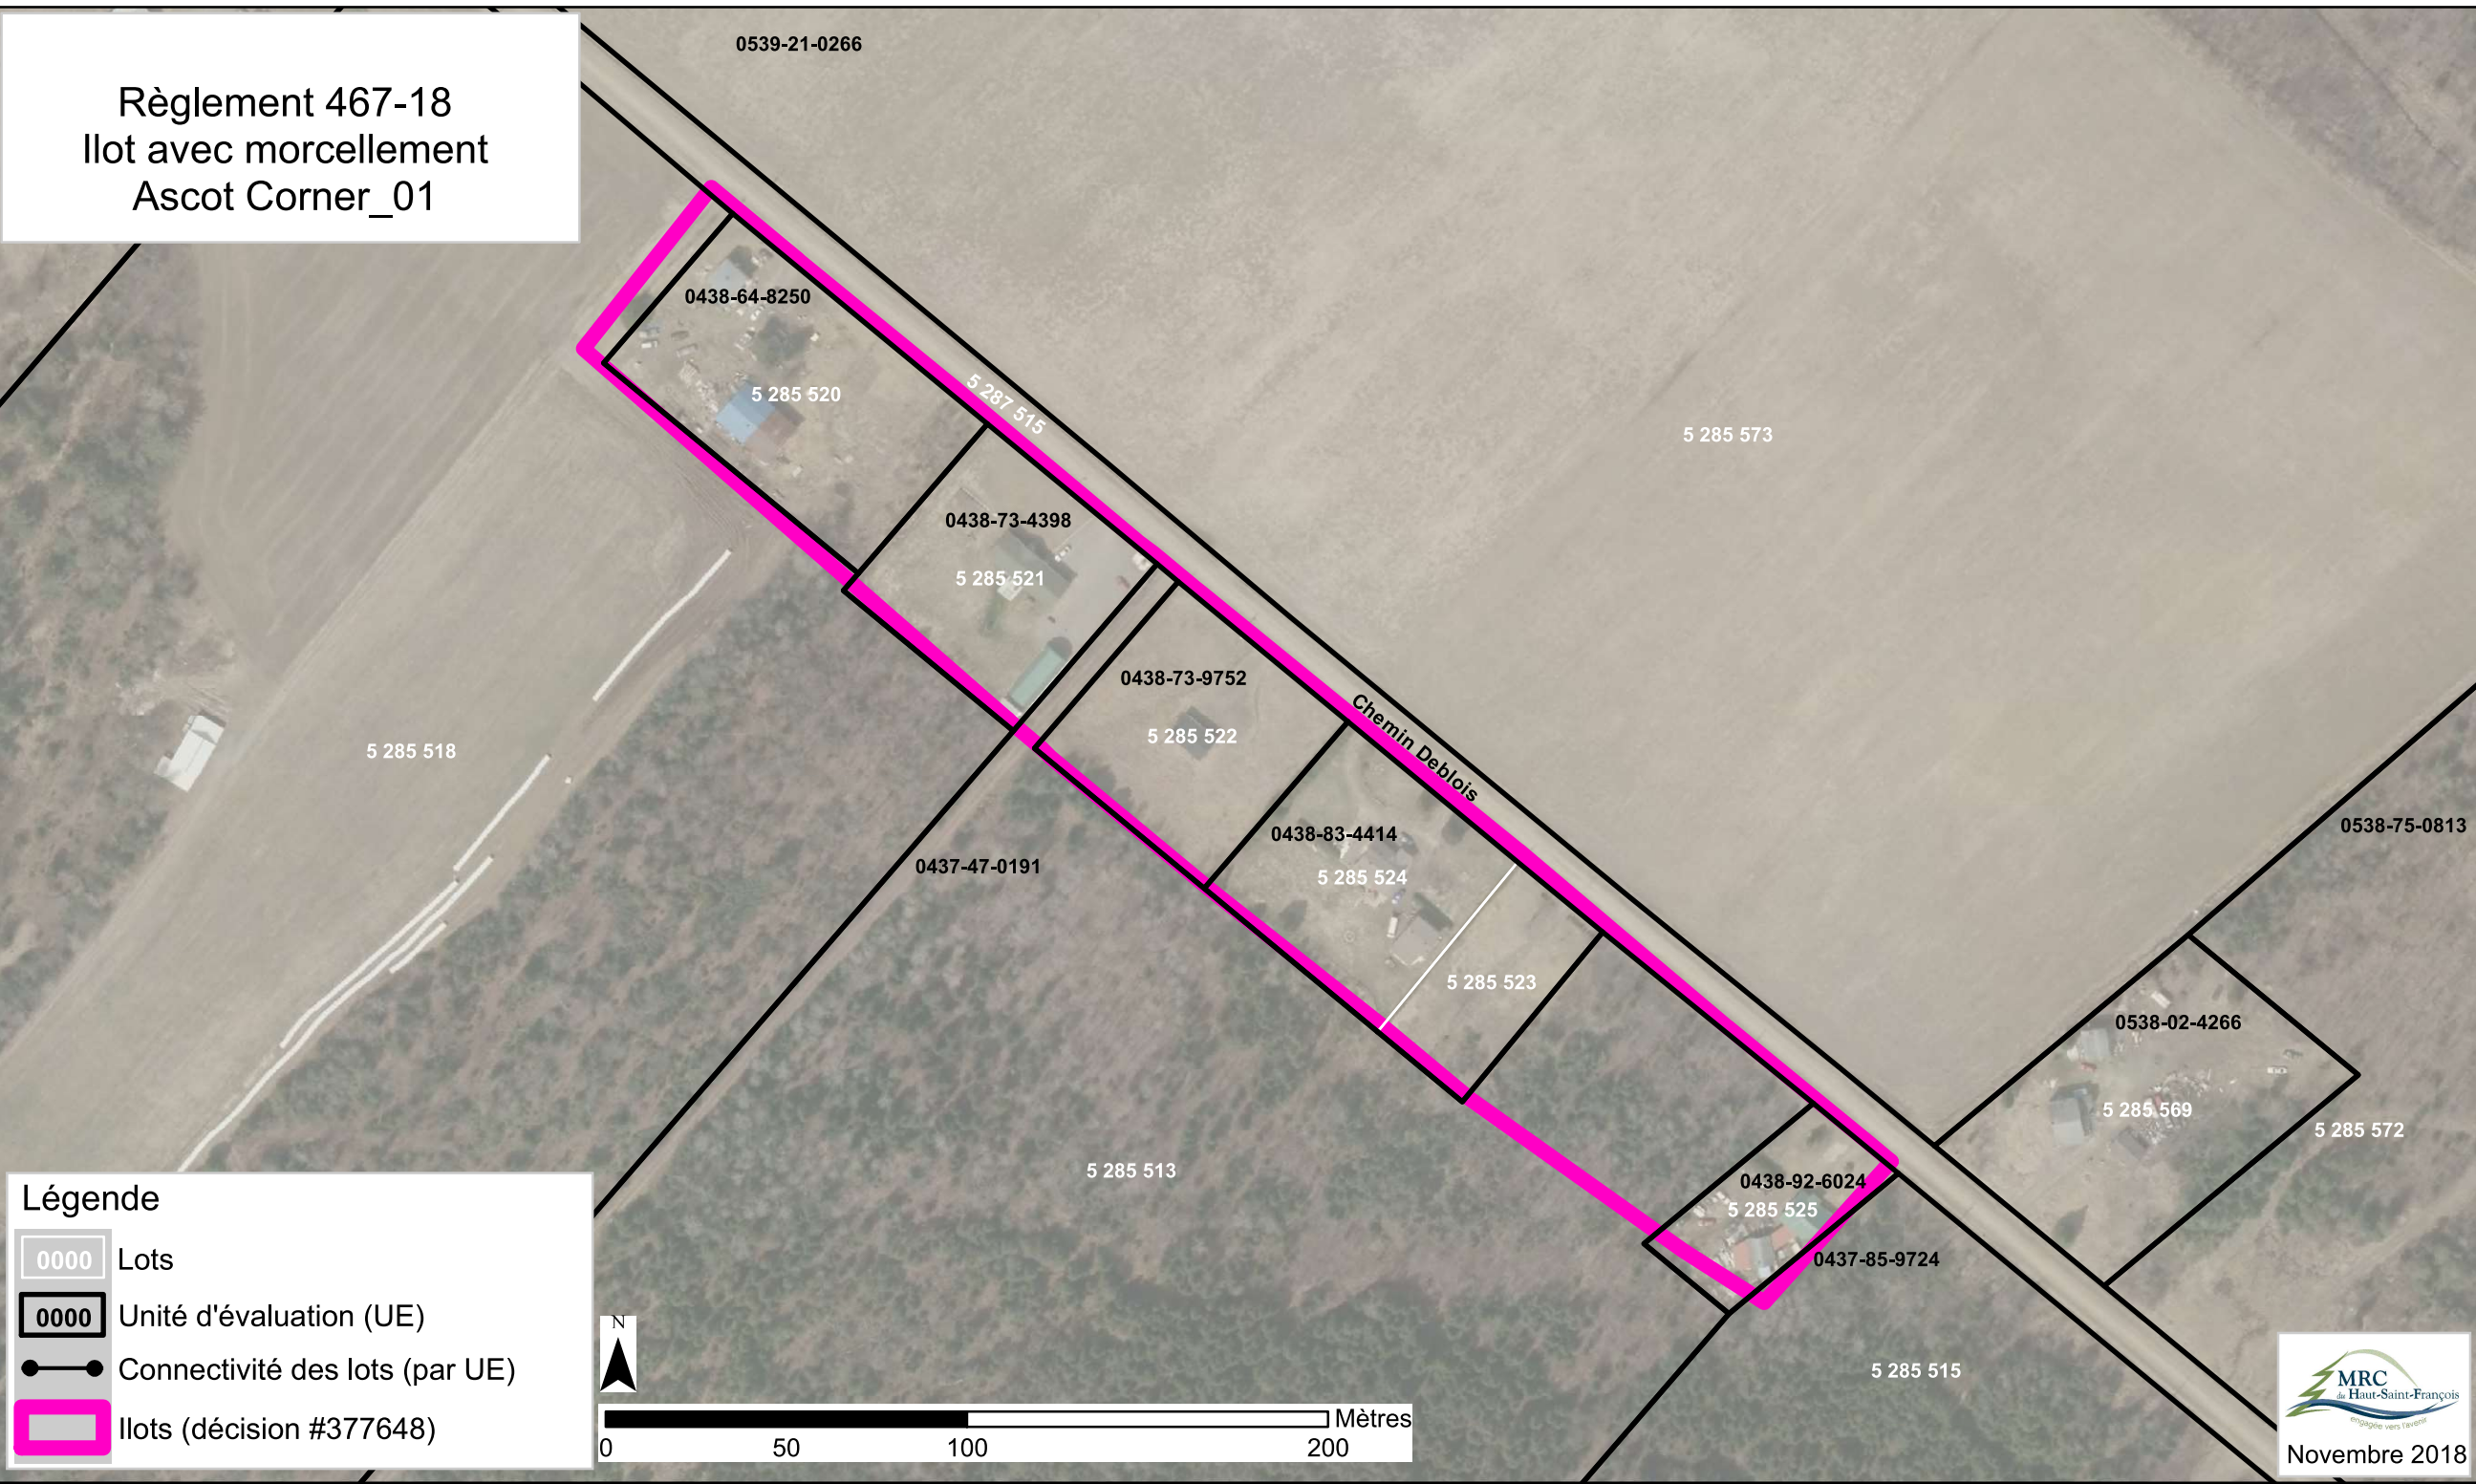 Règlement 467-18
Ilot avec morcellement
Ascot Corner_01
0539-21-0266
0438-64-8250
5 285 520
5 287 515
5 285 573
0438-73-4398
5 285 521
0438-73-9752
5 285 522
Chemin Deblois
5 285 518
0438-83-4414
5 285 524
0437-47-0191
0538-75-0813
5 285 523
0538-02-4266
5 285 569
5 285 572
5 285 513
0438-92-6024
5 285 525
0437-85-9724
5 285 515
Légende
0000 Lots
0000 Unité d'évaluation (UE)
Connectivité des lots (par UE)
Ilots (décision #377648)
N
Mètres
0 50 100 200
MRC
du Haut-Saint-François
engagée vers l'avenir
Novembre 2018